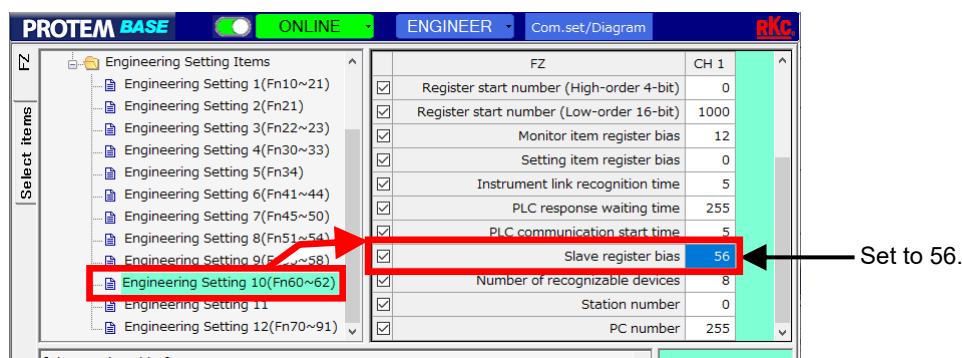 PROTEM BASE ONLINE ENGINEER Com.set/Diagram RKC
FZ
Select items
Engineering Setting Items
Engineering Setting 1(Fn10~21)
Engineering Setting 2(Fn21)
Engineering Setting 3(Fn22~23)
Engineering Setting 4(Fn30~33)
Engineering Setting 5(Fn34)
Engineering Setting 6(Fn41~44)
Engineering Setting 7(Fn45~50)
Engineering Setting 8(Fn51~54)
Engineering Setting 9(
~58)
Engineering Setting 10(Fn60~62)
Engineering Setting 11
Engineering Setting 12(Fn70~91)
FZ CH 1
Register start number (High-order 4-bit) 0
Register start number (Low-order 16-bit) 1000
Monitor item register bias 12
Setting item register bias 0
Instrument link recognition time 5
PLC response waiting time 255
PLC communication start time 5
Slave register bias 56
Number of recognizable devices 8
Station number 0
PC number 255
Set to 56.